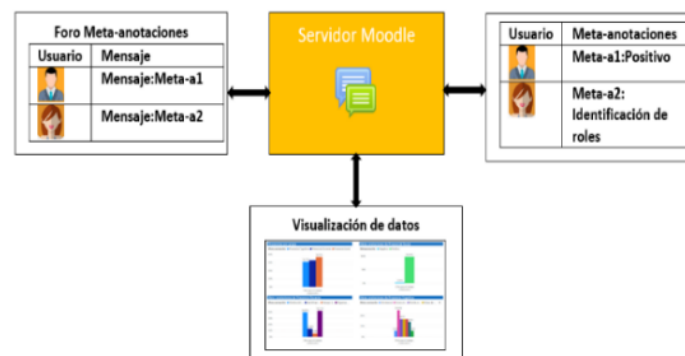 Foro Meta-anotaciones
Usuario Mensaje
Mensaje:Meta-a1
Mensaje:Meta-a2
Servidor Moodle
Usuario Meta-anotaciones
Meta-a1:Positivo
Meta-a2:
Identificación de
roles
Visualización de datos